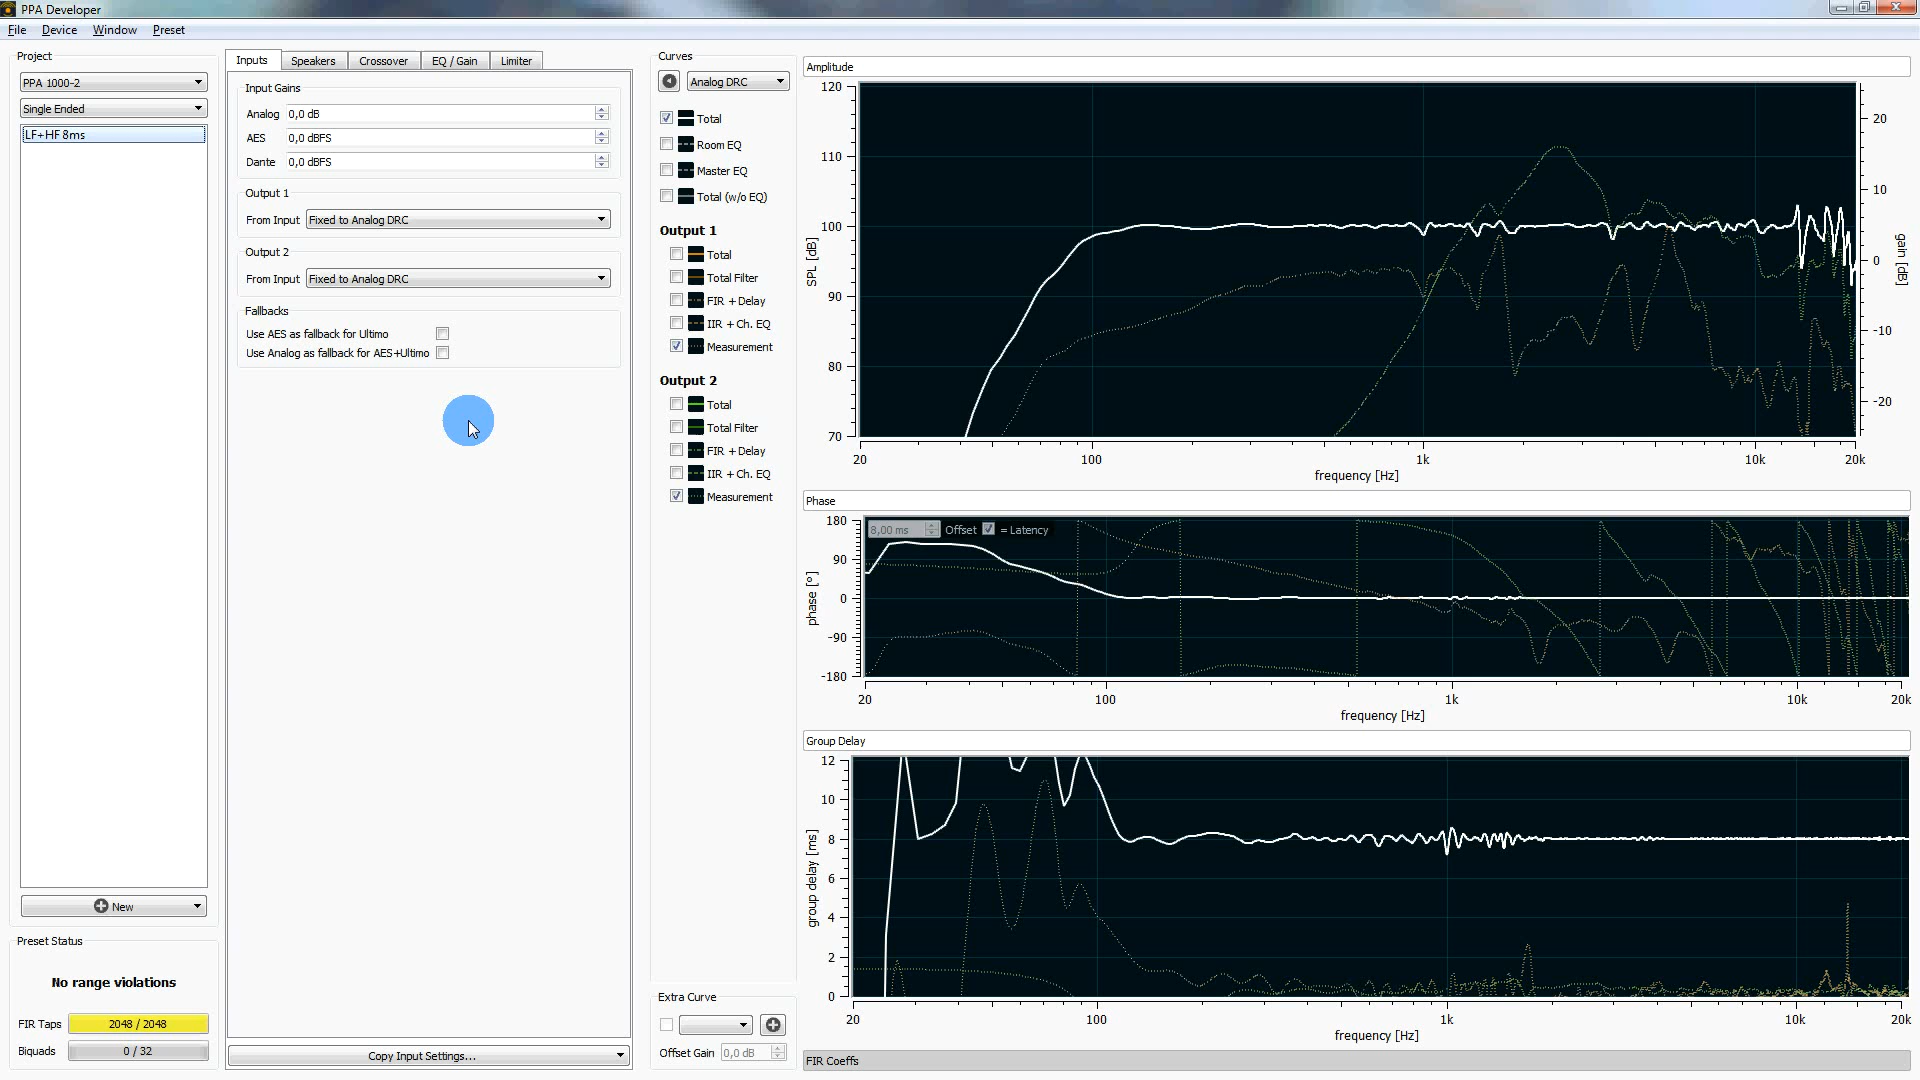 PPA Developer
File Device Window Preset
Project
PPA 1000-2
Single Ended
LF+HF 8ms
New
Preset Status
No range violations
FIR Taps 2048 / 2048
Biquads 0 / 32
Inputs Speakers Crossover EQ / Gain Limiter
Input Gains
Analog 0,0 dB
AES 0,0 dBFS
Dante 0,0 dBFS
Output 1
From Input Fixed to Analog DRC
Output 2
From Input Fixed to Analog DRC
Fallbacks
Use AES as fallback for Ultimo
Use Analog as fallback for AES+Ultimo
Copy Input Settings...
Curves
Analog DRC
Total
Room EQ
Master EQ
Total (w/o EQ)
Output 1
Total
Total Filter
FIR + Delay
IIR + Ch. EQ
Measurement
Output 2
Total
Total Filter
FIR + Delay
IIR + Ch. EQ
Measurement
Extra Curve
Offset Gain 0,0 dB
Amplitude
120
110
100
90
80
70
SPL [dB]
20
10
0
-10
-20
gain [dB]
20 100 1k 10k 20k
frequency [Hz]
Phase
8,00 ms Offset = Latency
180
90
0
-90
-180
phase [°]
20 100 1k 10k 20k
frequency [Hz]
Group Delay
12
10
8
6
4
2
0
group delay [ms]
20 100 1k 10k 20k
frequency [Hz]
FIR Coeffs